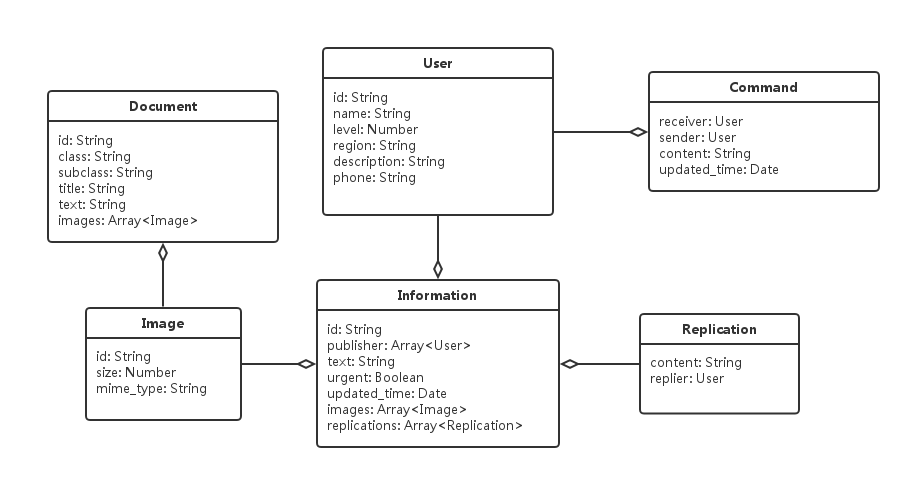 User
id: String
name: String
level: Number
region: String
description: String
phone: String
Command
receiver: User
sender: User
content: String
updated_time: Date
Document
id: String
class: String
subclass: String
title: String
text: String
images: Array<Image>
Information
id: String
publisher: Array<User>
text: String
urgent: Boolean
updated_time: Date
images: Array<Image>
replications: Array<Replication>
Image
id: String
size: Number
mime_type: String
Replication
content: String
replier: User